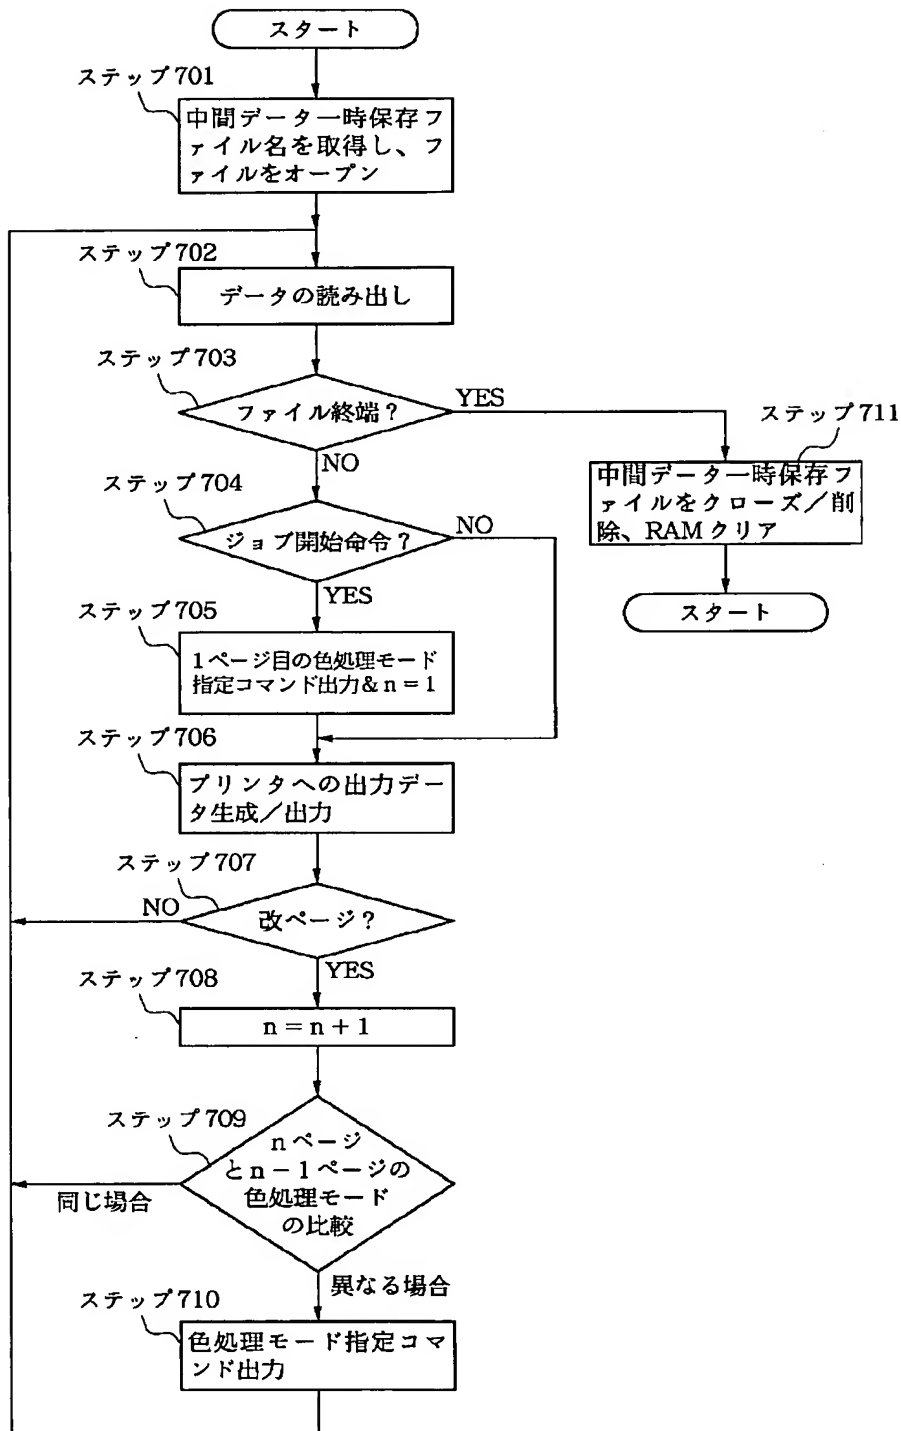 スタート
ステップ701
中間データ一時保存フ
ァイル名を取得し、フ
ァイルをオープン
ステップ702
データの読み出し
ステップ703
ファイル終端？
YES
NO
ステップ711
中間データ一時保存フ
ァイルをクローズ／削
除、RAMクリア
スタート
ステップ704
ジョブ開始命令？
NO
YES
ステップ705
1ページ目の色処理モード
指定コマンド出力&n=1
ステップ706
プリンタへの出力デー
タ生成／出力
ステップ707
改ページ？
NO
YES
ステップ708
n=n+1
ステップ709
nページ
とn-1ページの
色処理モード
の比較
同じ場合
異なる場合
ステップ710
色処理モード指定コマ
ンド出力